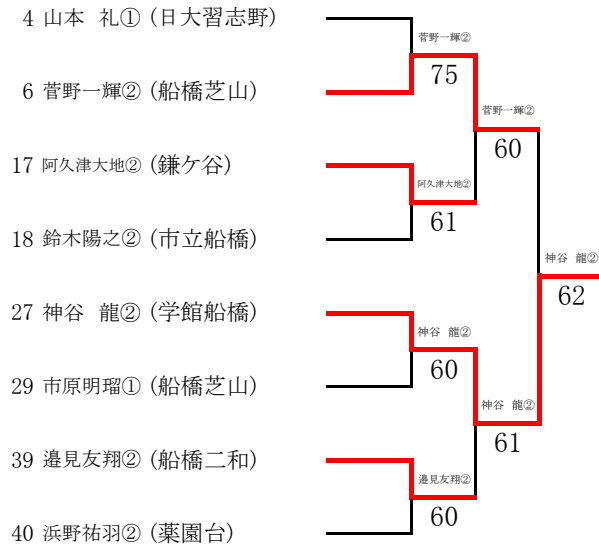 4 山本 礼① (日大習志野)
菅野一輝②
75
6 菅野一輝② (船橋芝山)
菅野一輝②
60
17 阿久津大地② (鎌ケ谷)
阿久津大地②
61
18 鈴木陽之② (市立船橋)
神谷 龍②
62
27 神谷 龍② (学館船橋)
神谷 龍②
60
29 市原明瑠① (船橋芝山)
神谷 龍②
61
39 邉見友翔② (船橋二和)
邉見友翔②
60
40 浜野祐羽② (薬園台)